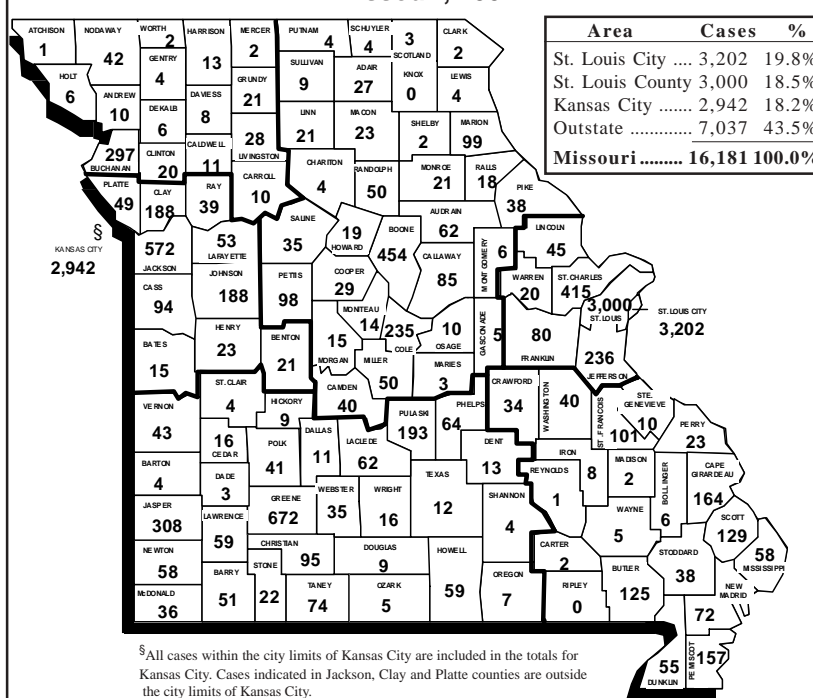 Area Cases %
St. Louis City .... 3,202 19.8%
St. Louis County 3,000 18.5%
Kansas City ....... 2,942 18.2%
Outstate ............. 7,037 43.5%
Missouri ......... 16,181 100.0%
ATCHISON 1
NODAWAY 42
WORTH 2
HARRISON 13
MERCER 2
PUTNAM 4
SCHUYLER 4
3 SCOTLAND
CLARK 2
HOLT 6
ANDREW 10
GENTRY 4
DEKALB 6
DAVIESS 8
GRUNDY 21
SULLIVAN 9
ADAIR 27
KNOX 0
LEWIS 4
297 BUCHANAN
CLINTON 20
CALDWELL 11
28 LIVINGSTON
LINN 21
MACON 23
SHELBY 2
MARION 99
PLATTE 49
CLAY 188
RAY 39
CARROLL 10
CHARITON 4
RANDOLPH 50
MONROE 21
RALLS 18
PIKE 38
§
KANSAS CITY
2,942
572 JACKSON
53 LAFAYETTE
SALINE 35
19 HOWARD
BOONE 454
AUDRAIN 62
CALLAWAY 85
MONTGOMERY 6
LINCOLN 45
WARREN 20
ST. CHARLES 415
3,000 ST. LOUIS
ST. LOUIS CITY
3,202
CASS 94
JOHNSON 188
PETTIS 98
COOPER 29
MONITEAU 14
235 COLE
10 OSAGE
GASCONADE 5
80 FRANKLIN
236 JEFFERSON
BATES 15
HENRY 23
BENTON 21
15 MORGAN
MILLER 50
MARIES 3
CAMDEN 40
ST. CLAIR 4
HICKORY 9
PULASKI 193
PHELPS 64
CRAWFORD 34
WASHINGTON 40
ST. FRANCOIS 101
STE. GENEVIEVE 10
PERRY 23
VERNON 43
16 CEDAR
POLK 41
DALLAS 11
LACLEDE 62
DENT 13
IRON 8
REYNOLDS 1
MADISON 2
BOLLINGER 6
CAPE GIRARDEAU 164
BARTON 4
DADE 3
GREENE 672
WEBSTER 35
WRIGHT 16
TEXAS 12
SHANNON 4
WAYNE 5
SCOTT 129
58 MISSISSIPPI
JASPER 308
LAWRENCE 59
CHRISTIAN 95
DOUGLAS 9
HOWELL 59
CARTER 2
BUTLER 125
STODDARD 38
NEW MADRID 72
NEWTON 58
McDONALD 36
BARRY 51
STONE 22
TANEY 74
OZARK 5
OREGON 7
RIPLEY 0
55 DUNKLIN
PEMISCOT 157
§All cases within the city limits of Kansas City are included in the totals for
Kansas City. Cases indicated in Jackson, Clay and Platte counties are outside
the city limits of Kansas City.